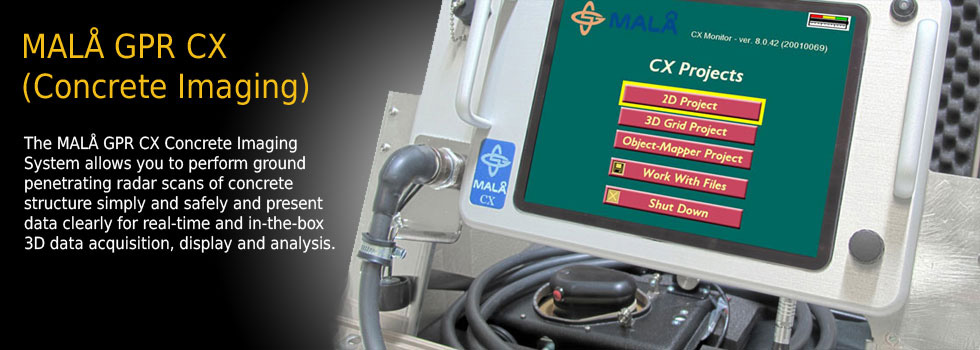 MALÅ GPR CX
(Concrete Imaging)
The MALÅ GPR CX Concrete Imaging
System allows you to perform ground
penetrating radar scans of concrete
structure simply and safely and present
data clearly for real-time and in-the-box
3D data acquisition, display and analysis.
MALÅ
CX Monitor - ver. 8.0.42 (20010069)
CX Projects
2D Project
3D Grid Project
Object-Mapper Project
Work With Files
Shut Down
MALÅ
CX